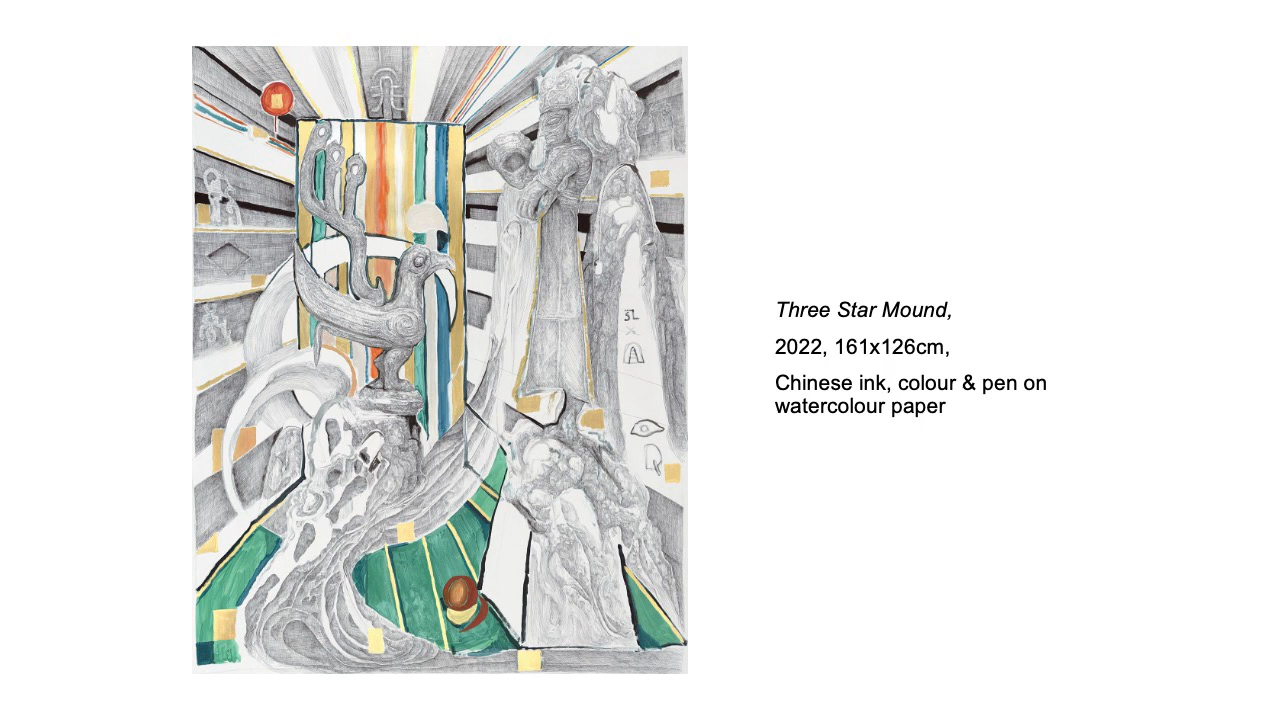 Three Star Mound,
2022, 161x126cm,
Chinese ink, colour & pen on
watercolour paper